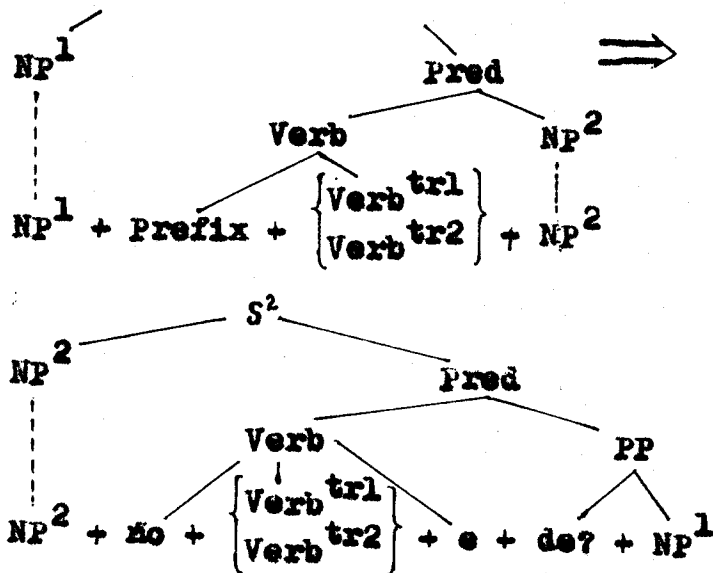 NP¹ ⟹
Pred
Verb NP²
NP¹ + Prefix + {Verb^tr1 + NP²
Verb^tr2}
S²
NP² Pred
Verb PP
NP² + ño + {Verb^tr1 + e + de? + NP¹
Verb^tr2}